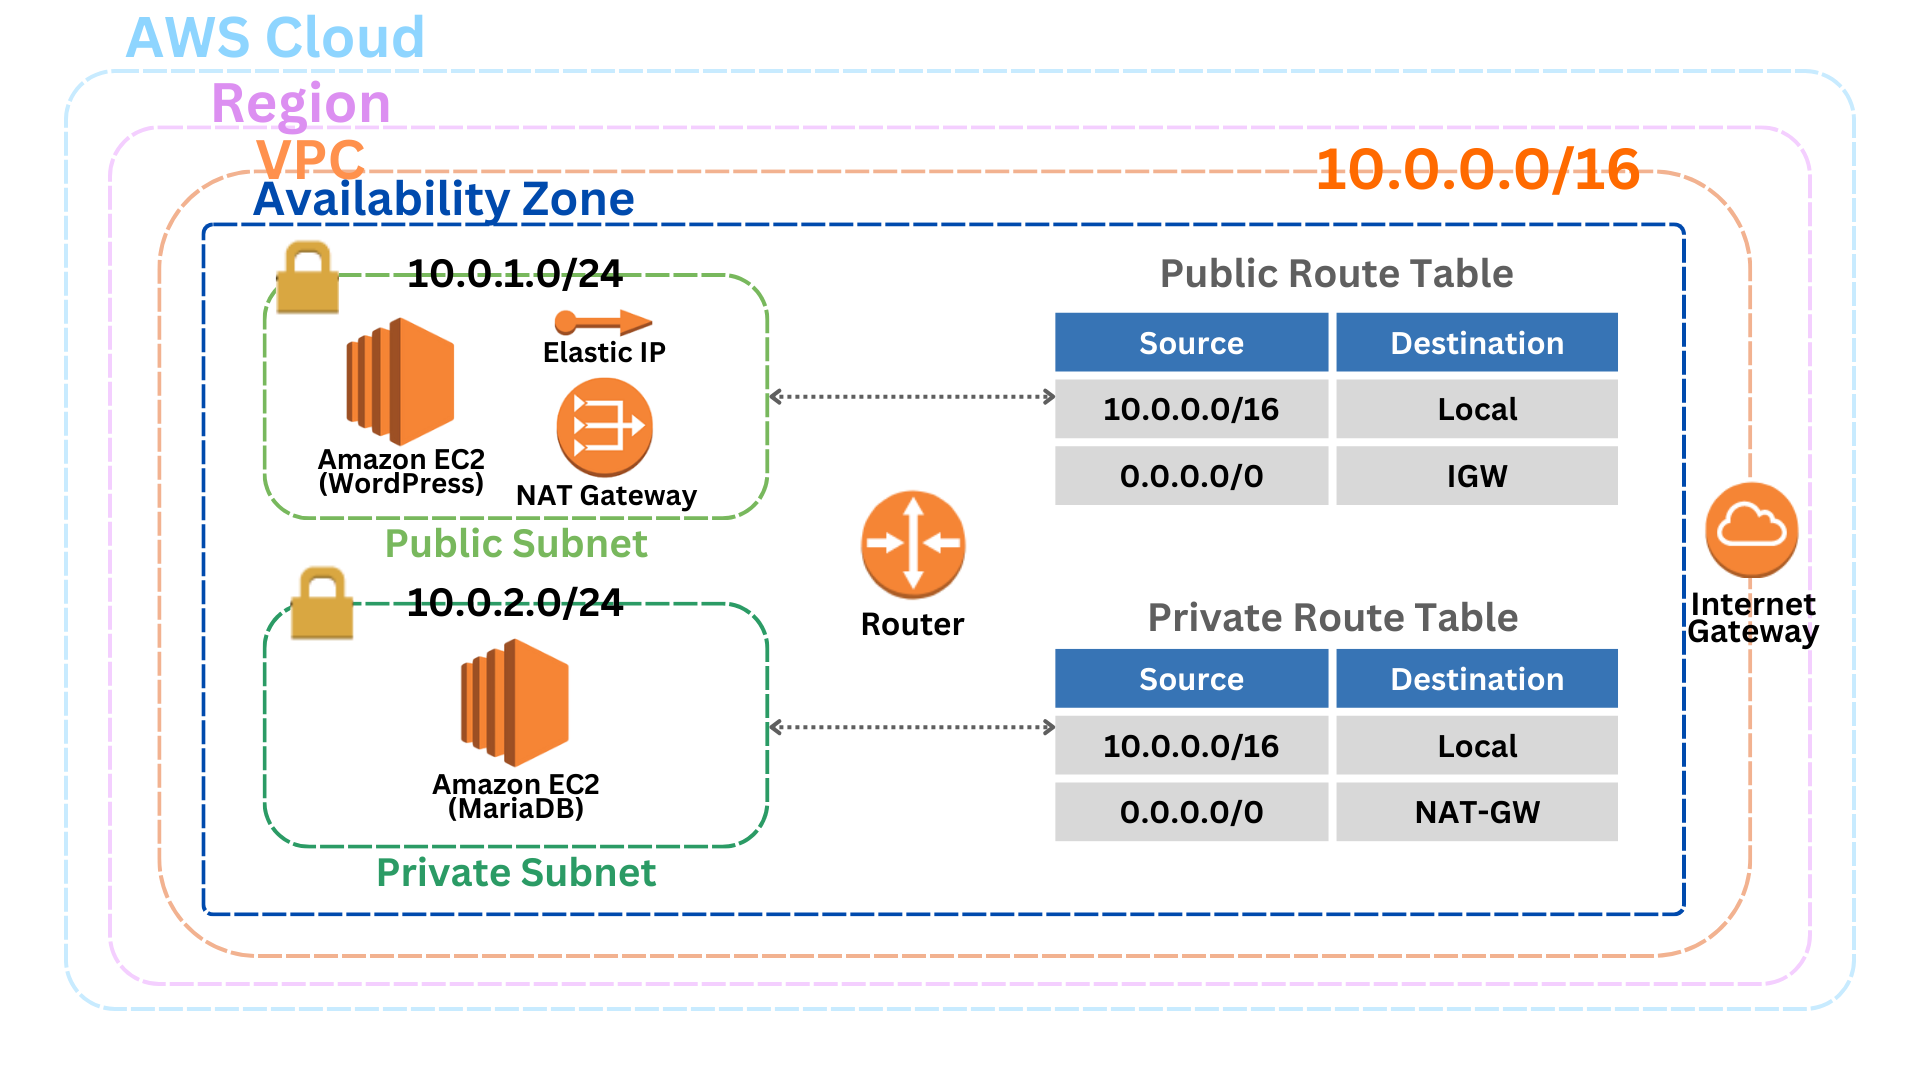 AWS Cloud
Region
VPC
10.0.0.0/16
Availability Zone
10.0.1.0/24
Elastic IP
Amazon EC2
(WordPress)
NAT Gateway
Public Subnet
10.0.2.0/24
Amazon EC2
(MariaDB)
Private Subnet
Router
Public Route Table
Source Destination
10.0.0.0/16 Local
0.0.0.0/0 IGW
Private Route Table
Source Destination
10.0.0.0/16 Local
0.0.0.0/0 NAT-GW
Internet
Gateway